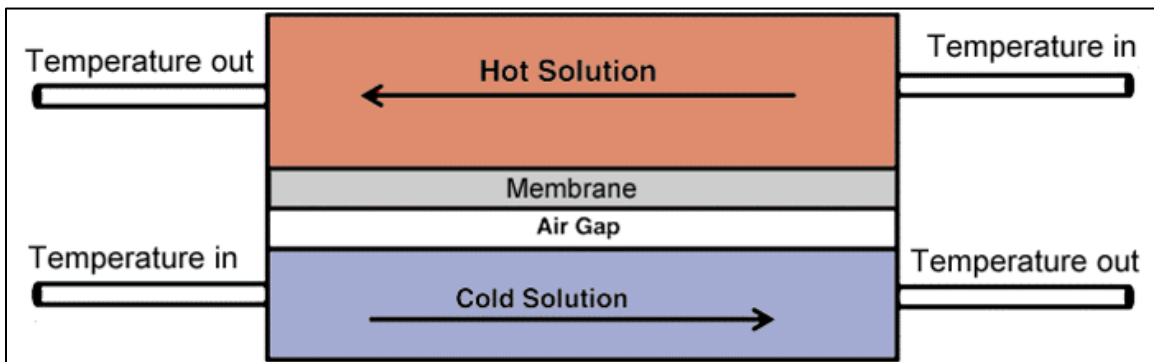 Temperature out
Hot Solution
Temperature in
Membrane
Air Gap
Temperature in
Cold Solution
Temperature out